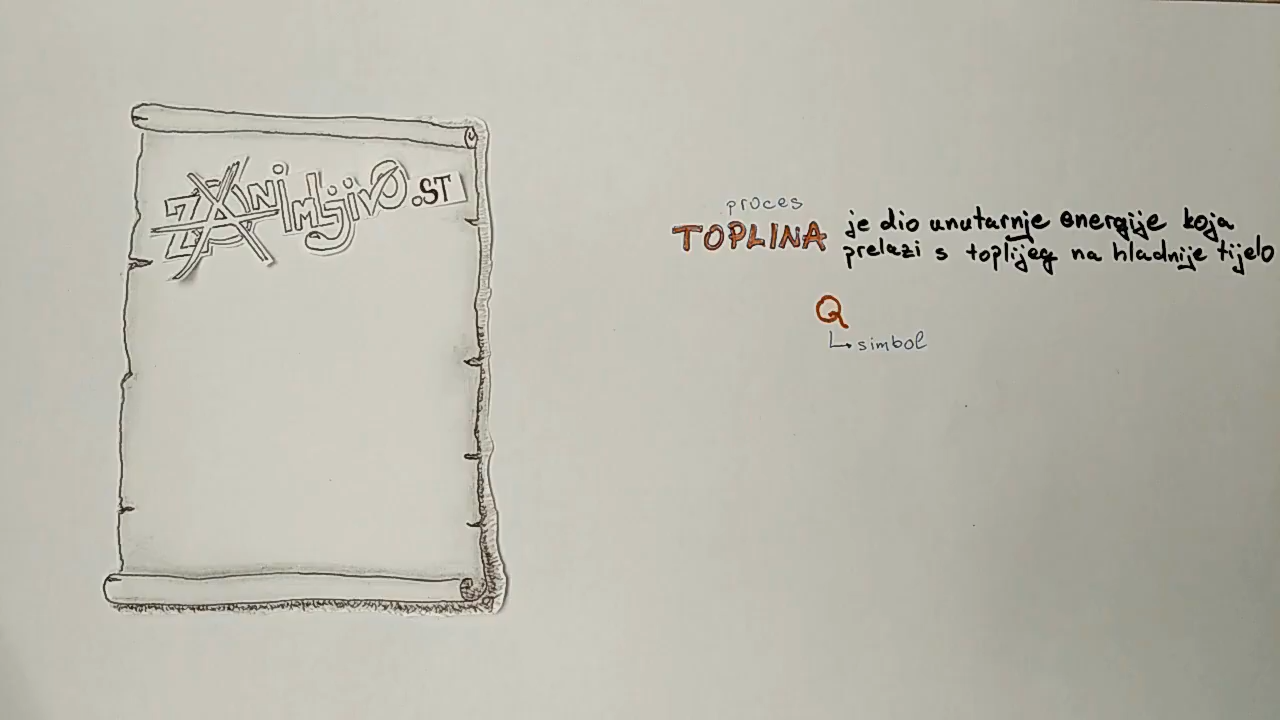 zANimljivo.ST
proces
TOPLINA je dio unutarnje energije koja
prelazi s toplijeg na hladnije tijelo
Q
simbol